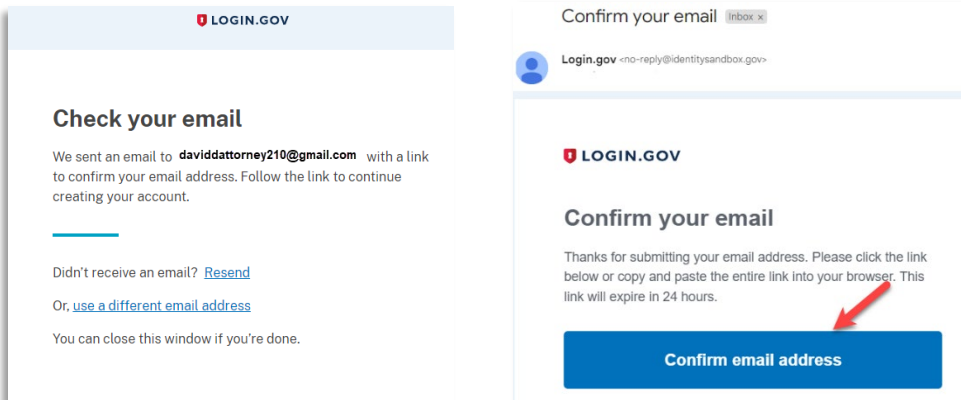 LOGIN.GOV
Check your email
We sent an email to daviddattorney210@gmail.com with a link
to confirm your email address. Follow the link to continue
creating your account.
Didn't receive an email? Resend
Or, use a different email address
You can close this window if you're done.
Confirm your email Inbox ×
Login.gov <no-reply@identitysandbox.gov>
LOGIN.GOV
Confirm your email
Thanks for submitting your email address. Please click the link
below or copy and paste the entire link into your browser. This
link will expire in 24 hours.
Confirm email address